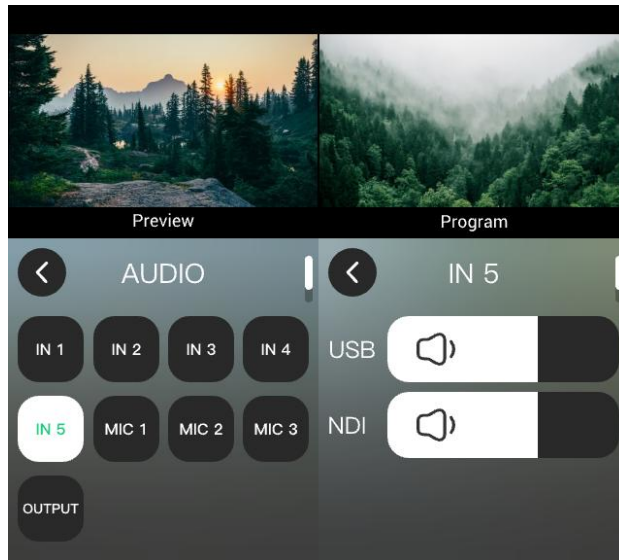 Preview
Program
AUDIO
IN 5
IN 1
IN 2
IN 3
IN 4
USB
IN 5
MIC 1
MIC 2
MIC 3
NDI
OUTPUT